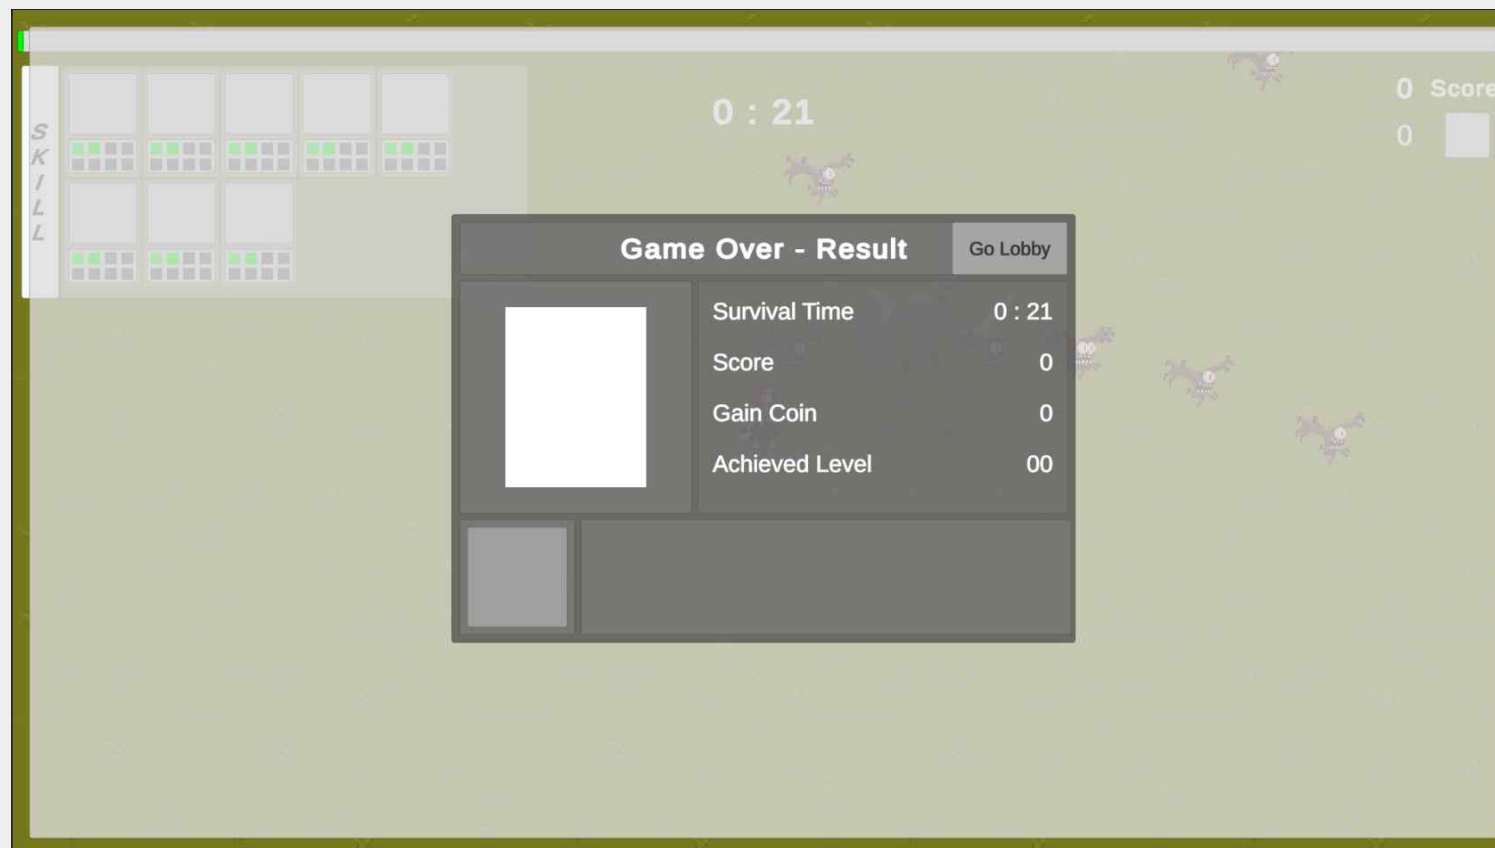 0 : 21
0 Score
0
SKILL
Game Over - Result
Go Lobby
Survival Time 0 : 21
Score 0
Gain Coin 0
Achieved Level 00